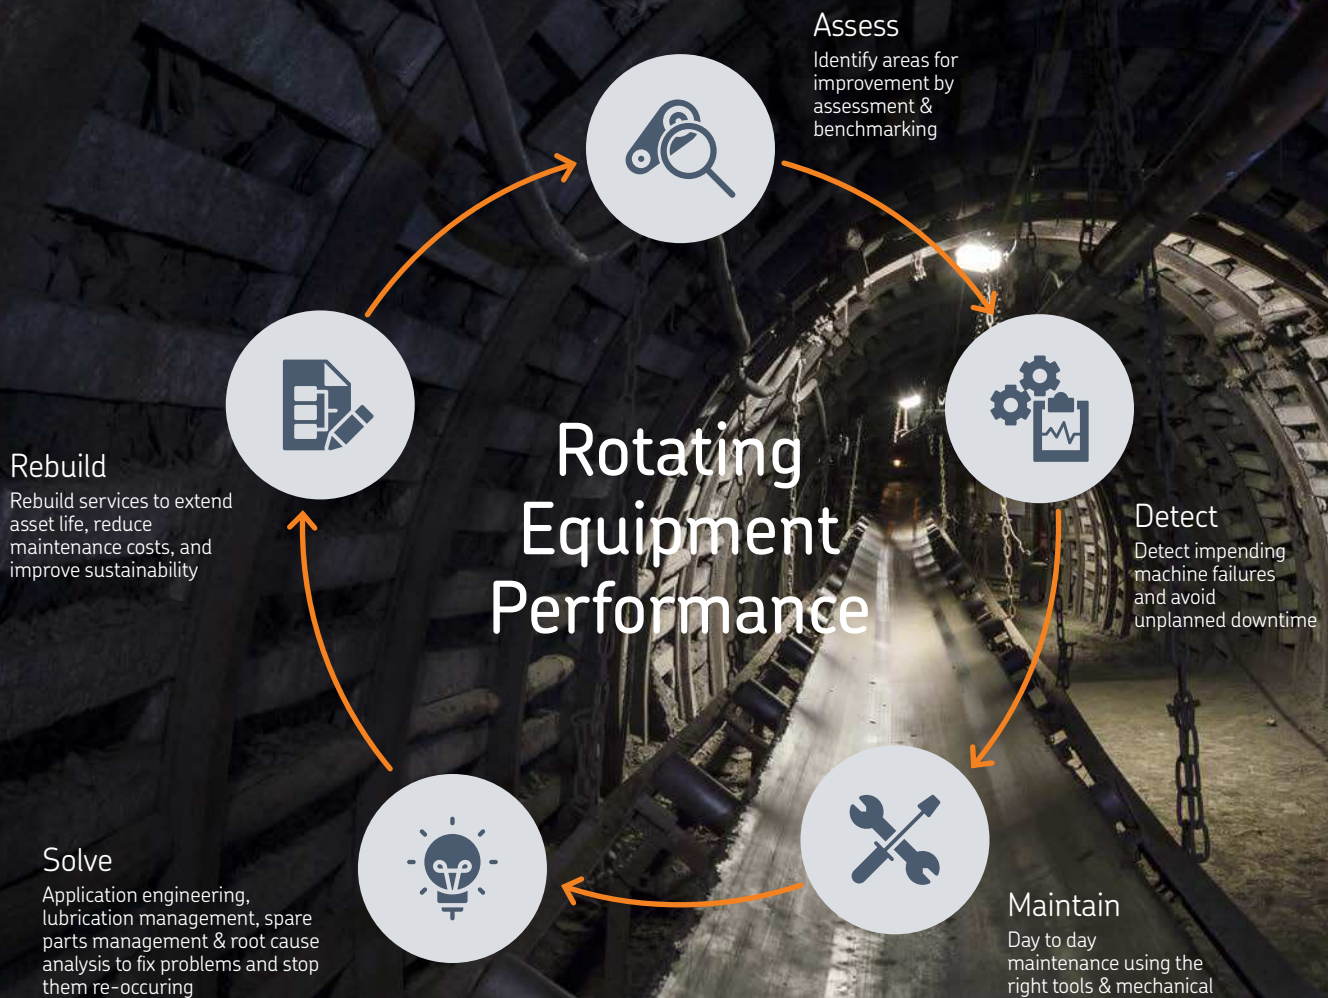 Assess
Identify areas for
improvement by
assessment &
benchmarking
Rotating
Equipment
Performance
Detect
Detect impending
machine failures
and avoid
unplanned downtime
Maintain
Day to day
maintenance using the
right tools & mechanical
Solve
Application engineering,
lubrication management, spare
parts management & root cause
analysis to fix problems and stop
them re-occuring
Rebuild
Rebuild services to extend
asset life, reduce
maintenance costs, and
improve sustainability